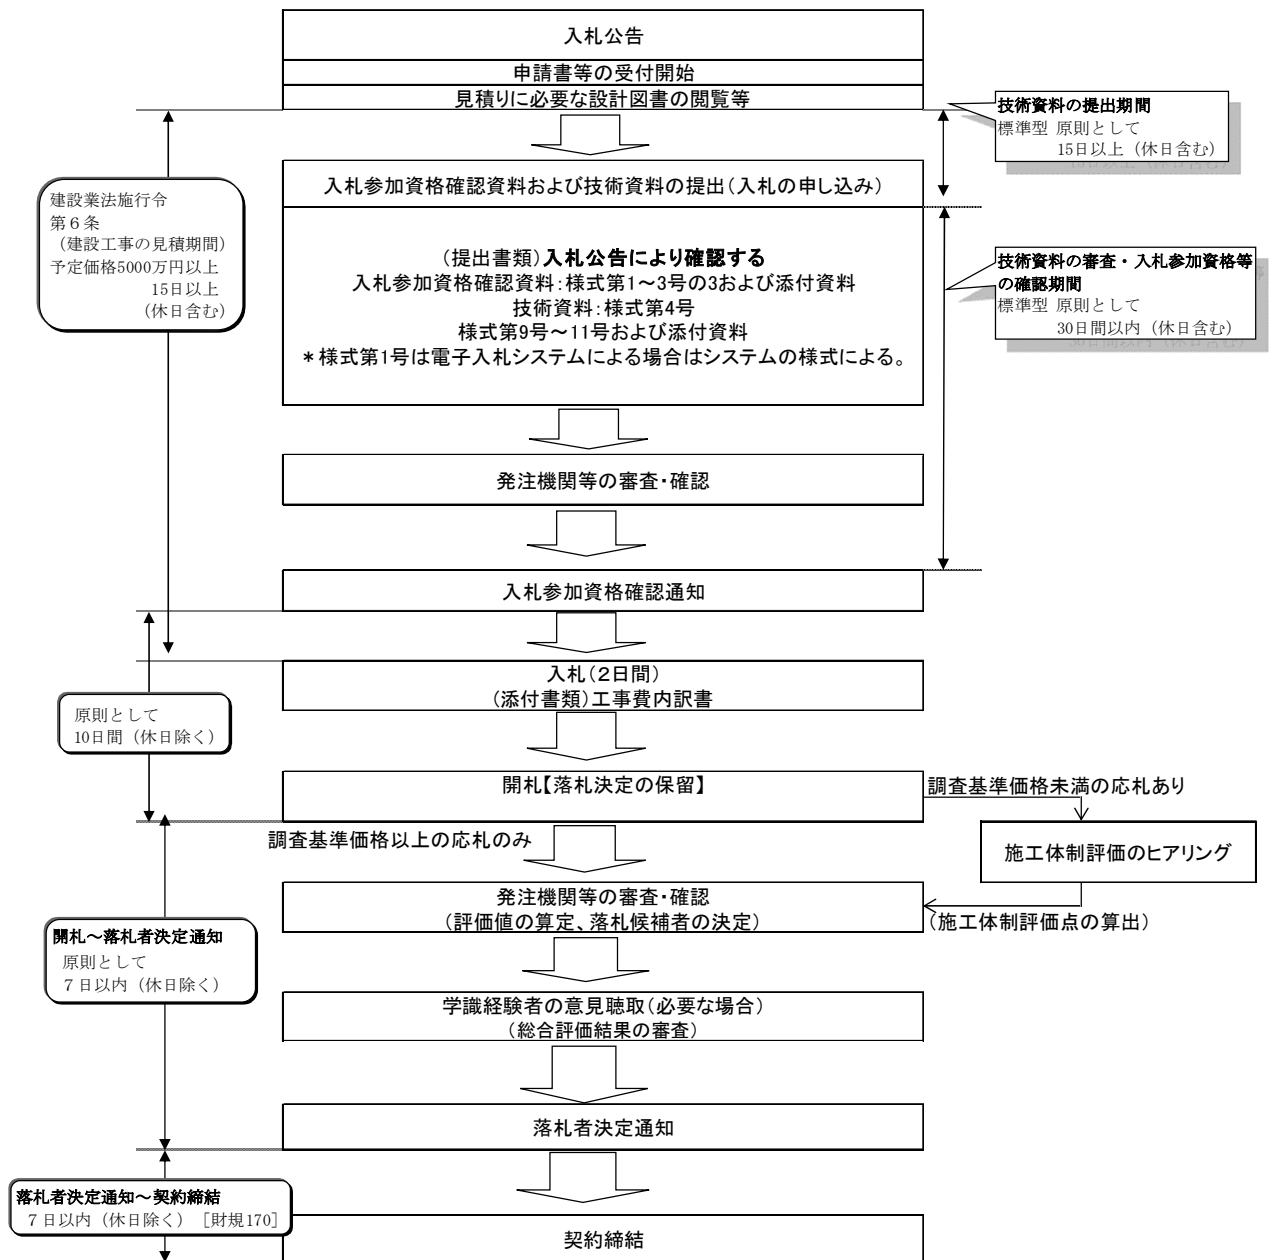 入札公告
申請書等の受付開始
見積りに必要な設計図書の閲覧等
技術資料の提出期間
標準型 原則として
15日以上（休日含む）
入札参加資格確認資料および技術資料の提出（入札の申し込み）
建設業法施行令
第６条
（建設工事の見積期間）
予定価格5000万円以上
15日以上
（休日含む）
（提出書類）入札公告により確認する
入札参加資格確認資料：様式第1～3号の3および添付資料
技術資料：様式第4号
様式第9号～11号および添付資料
＊様式第1号は電子入札システムによる場合はシステムの様式による。
技術資料の審査・入札参加資格等
の確認期間
標準型 原則として
30日間以内（休日含む）
発注機関等の審査・確認
入札参加資格確認通知
入札（２日間）
（添付書類）工事費内訳書
原則として
10日間（休日除く）
開札【落札決定の保留】
調査基準価格未満の応札あり
調査基準価格以上の応札のみ
施工体制評価のヒアリング
発注機関等の審査・確認
（評価値の算定、落札候補者の決定）
（施工体制評価点の算出）
開札～落札者決定通知
原則として
７日以内（休日除く）
学識経験者の意見聴取（必要な場合）
（総合評価結果の審査）
落札者決定通知
落札者決定通知～契約締結
７日以内（休日除く）［財規170］
契約締結